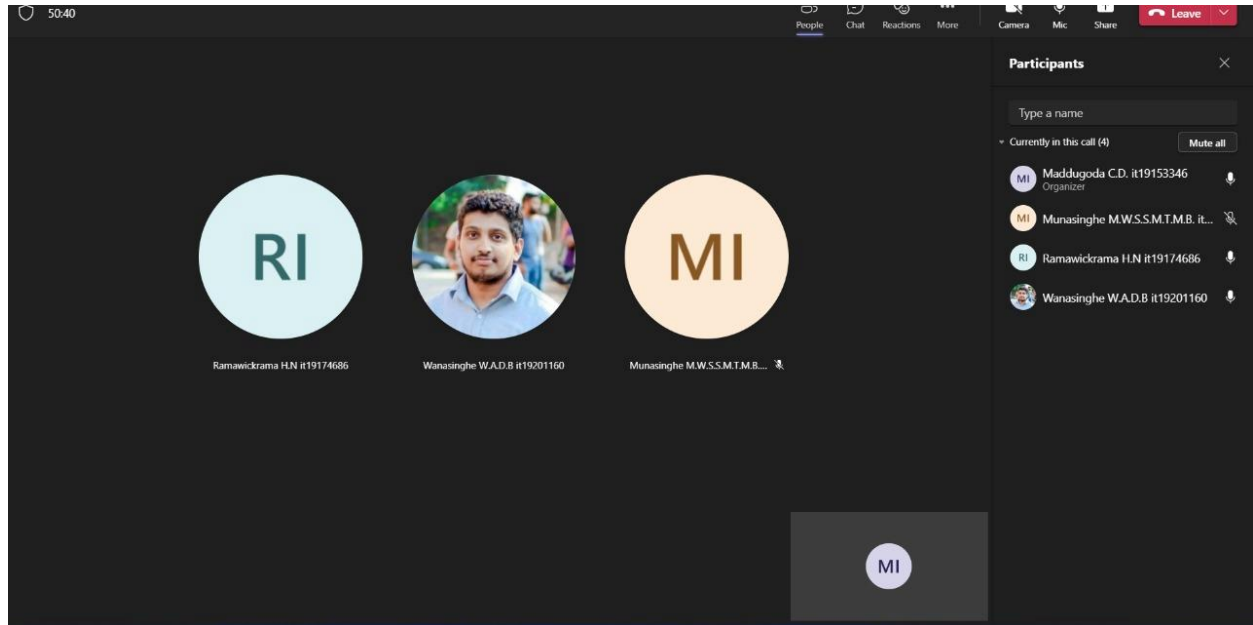 50:40
People Chat Reactions More Camera Mic Share Leave
RI
MI
Ramawickrama H.N it19174686
Wanasinghe W.A.D.B it19201160
Munasinghe M.W.S.S.M.T.M.B....
MI
Participants
Type a name
Currently in this call (4)
Mute all
MI
Maddugoda C.D. it19153346
Organizer
MI
Munasinghe M.W.S.S.M.T.M.B. it...
RI
Ramawickrama H.N it19174686
Wanasinghe W.A.D.B it19201160